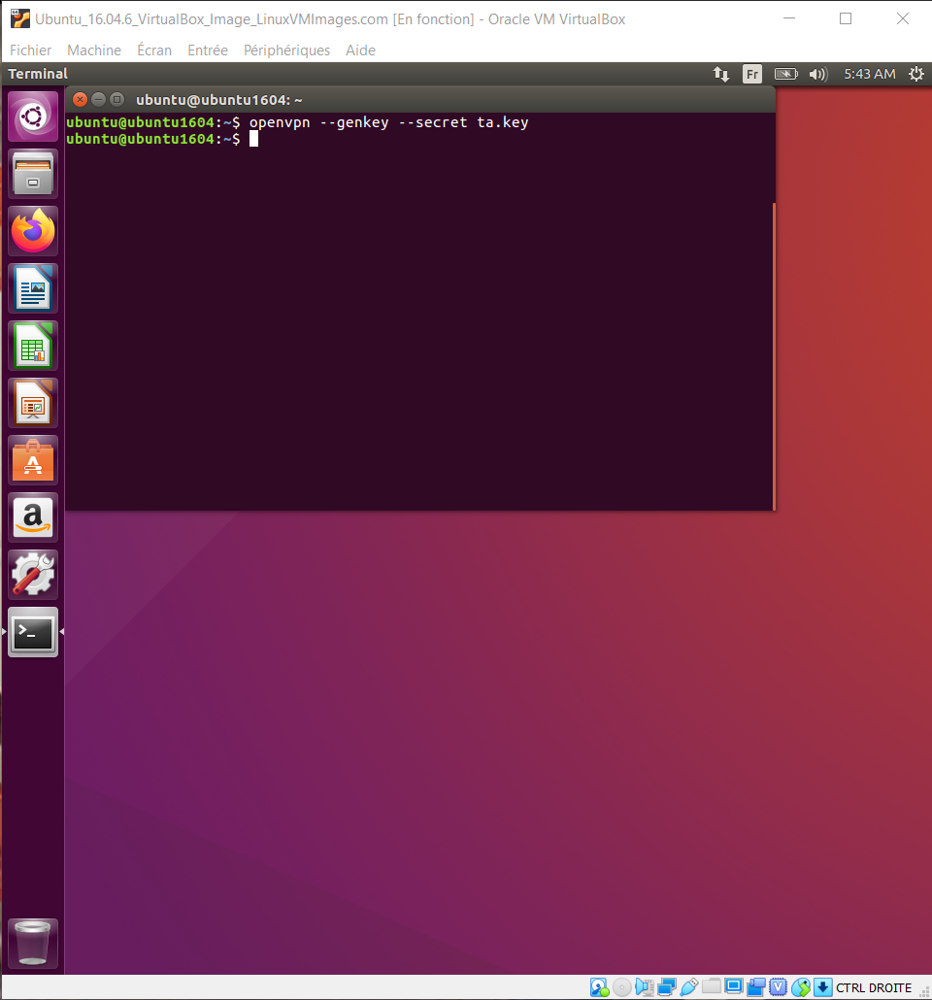 Ubuntu_16.04.6_VirtualBox_Image_LinuxVMImages.com [En fonction] - Oracle VM VirtualBox
Fichier Machine Écran Entrée Périphériques Aide
Terminal Fr 5:43 AM
ubuntu@ubuntu1604: ~
ubuntu@ubuntu1604:~$ openvpn --genkey --secret ta.key
ubuntu@ubuntu1604:~$
CTRL DROITE